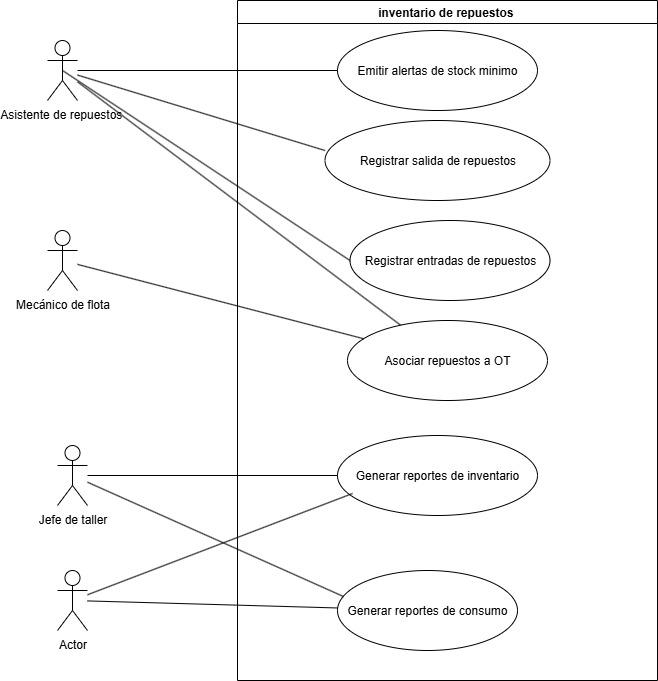 inventario de repuestos
Emitir alertas de stock minimo
Asistente de repuestos
Registrar salida de repuestos
Registrar entradas de repuestos
Mecánico de flota
Asociar repuestos a OT
Generar reportes de inventario
Jefe de taller
Generar reportes de consumo
Actor